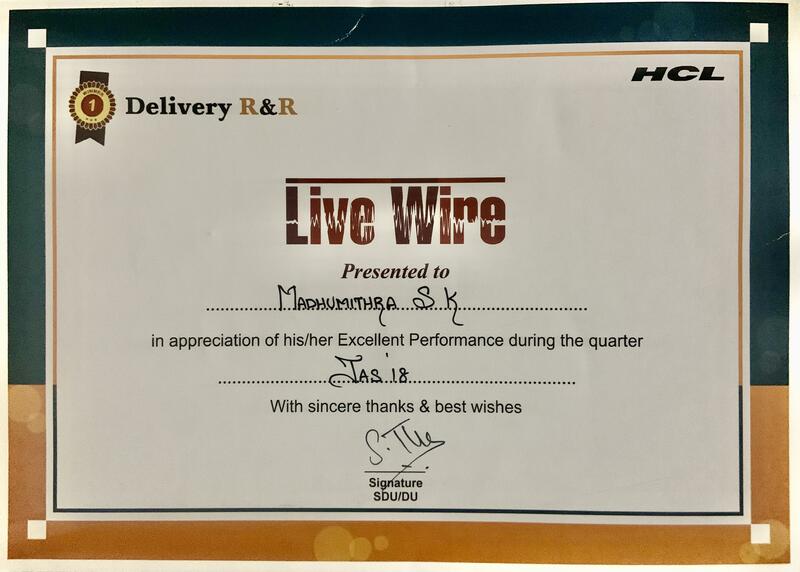 HCL
WINNER
1
Delivery R&R
Live Wire
Presented to
MADHUMITHRA S K
in appreciation of his/her Excellent Performance during the quarter
JAS'18
With sincere thanks & best wishes
Signature
SDU/DU